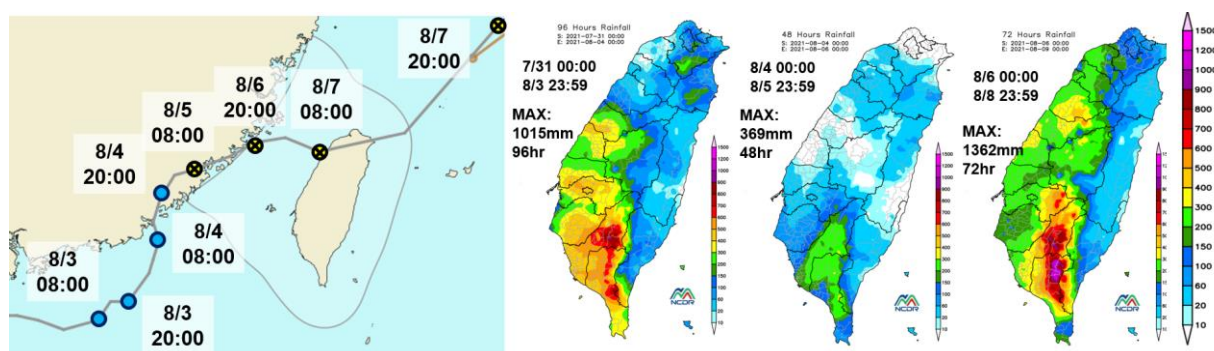 8/7
20:00
8/6
20:00
8/7
08:00
8/5
08:00
8/4
20:00
8/4
08:00
8/3
08:00
8/3
20:00
96 Hours Rainfall
S: 2021-07-31 00:00
E: 2021-08-04 00:00
7/31 00:00
8/3 23:59
MAX:
1015mm
96hr
NCDR
48 Hours Rainfall
S: 2021-08-04 00:00
E: 2021-08-06 00:00
8/4 00:00
8/5 23:59
MAX:
369mm
48hr
NCDR
72 Hours Rainfall
S: 2021-08-06 00:00
E: 2021-08-09 00:00
8/6 00:00
8/8 23:59
MAX:
1362mm
72hr
NCDR
1500
1200
1000
900
800
700
600
500
400
300
200
150
100
60
20
10